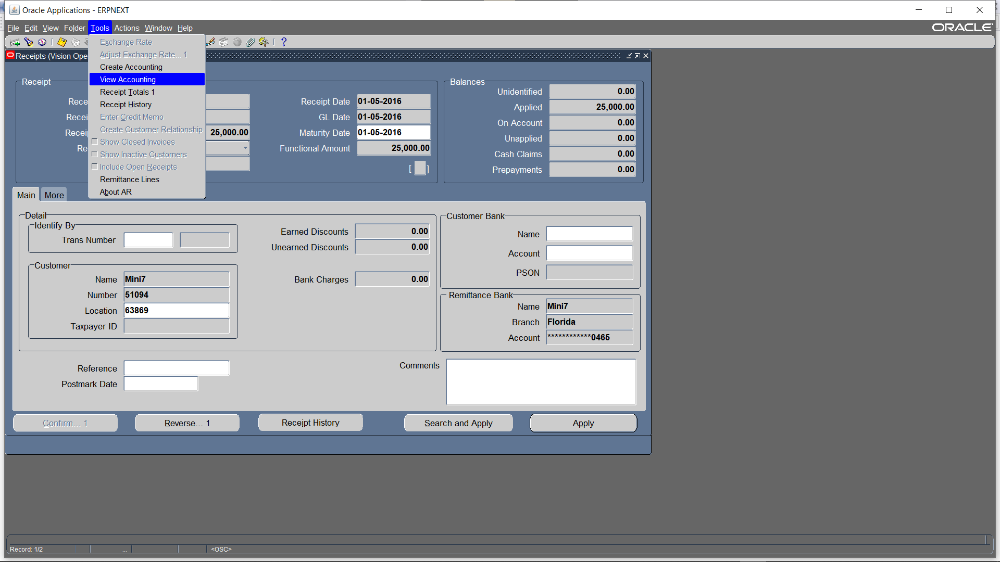 Oracle Applications - ERPNEXT
File Edit View Folder Tools Actions Window Help
ORACLE
Exchange Rate
Adjust Exchange Rate... 1
Create Accounting
View Accounting
Receipt Totals 1
Receipt History
Enter Credit Memo
Create Customer Relationship
Show Closed Invoices
Show Inactive Customers
Include Open Receipts
Remittance Lines
About AR
Receipts (Vision Ope
Receipt
Rece
Recei
Receip
Re
25,000.00
Receipt Date 01-05-2016
GL Date 01-05-2016
Maturity Date 01-05-2016
Functional Amount 25,000.00
[ ]
Balances
Unidentified 0.00
Applied 25,000.00
On Account 0.00
Unapplied 0.00
Cash Claims 0.00
Prepayments 0.00
Main More
Detail
Identify By
Trans Number
Customer
Name Mini7
Number 51094
Location 63869
Taxpayer ID
Earned Discounts 0.00
Unearned Discounts 0.00
Bank Charges 0.00
Customer Bank
Name
Account
PSON
Remittance Bank
Name Mini7
Branch Florida
Account ************0465
Reference
Postmark Date
Comments
Confirm... 1 Reverse... 1 Receipt History Search and Apply Apply
Record: 1/2 ... <OSC>